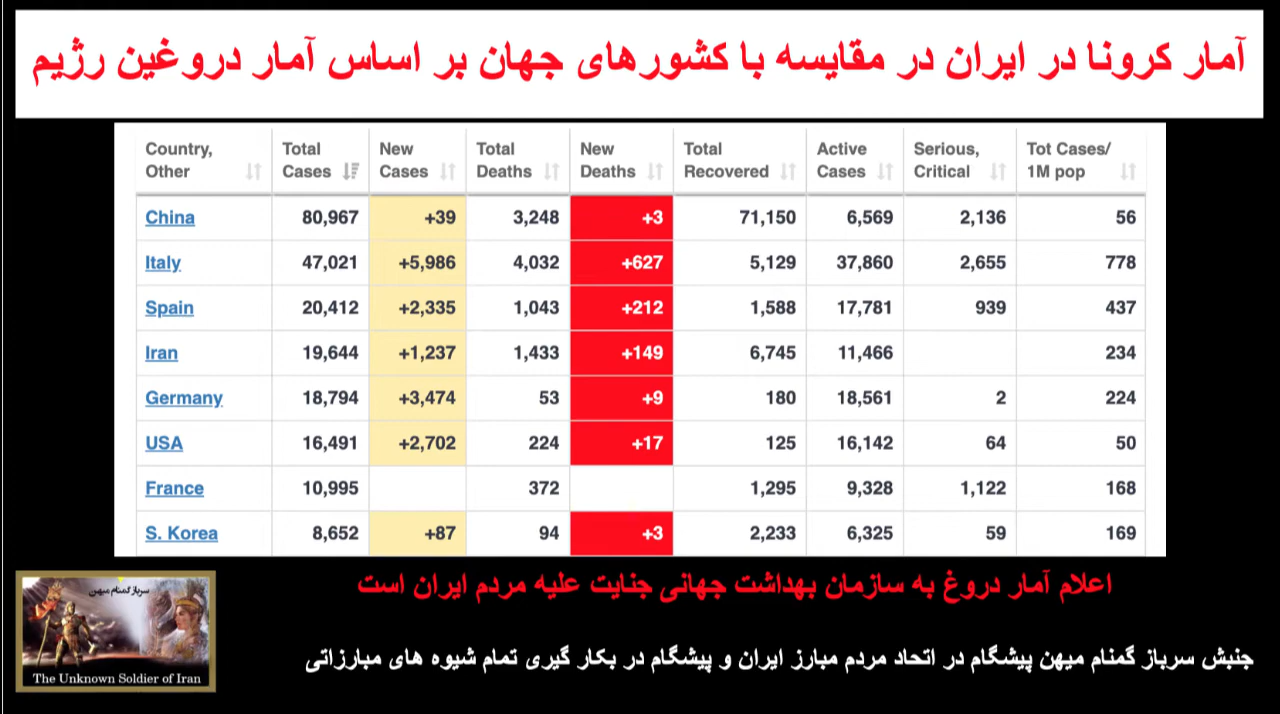 آمار کرونا در ایران در مقایسه با کشورهای جهان بر اساس آمار دروغین رژیم
Country, Other Total Cases New Cases Total Deaths New Deaths Total Recovered Active Cases Serious, Critical Tot Cases/ 1M pop
China 80,967 +39 3,248 +3 71,150 6,569 2,136 56
Italy 47,021 +5,986 4,032 +627 5,129 37,860 2,655 778
Spain 20,412 +2,335 1,043 +212 1,588 17,781 939 437
Iran 19,644 +1,237 1,433 +149 6,745 11,466 234
Germany 18,794 +3,474 53 +9 180 18,561 2 224
USA 16,491 +2,702 224 +17 125 16,142 64 50
France 10,995 372 1,295 9,328 1,122 168
S. Korea 8,652 +87 94 +3 2,233 6,325 59 169
اعلام آمار دروغ به سازمان بهداشت جهانی جنایت علیه مردم ایران است
جنبش سرباز گمنام میهن پیشگام در اتحاد مردم مبارز ایران و پیشگام در بکار گیری تمام شیوه های مبارزاتی
سرباز گمنام میهن
The Unknown Soldier of Iran